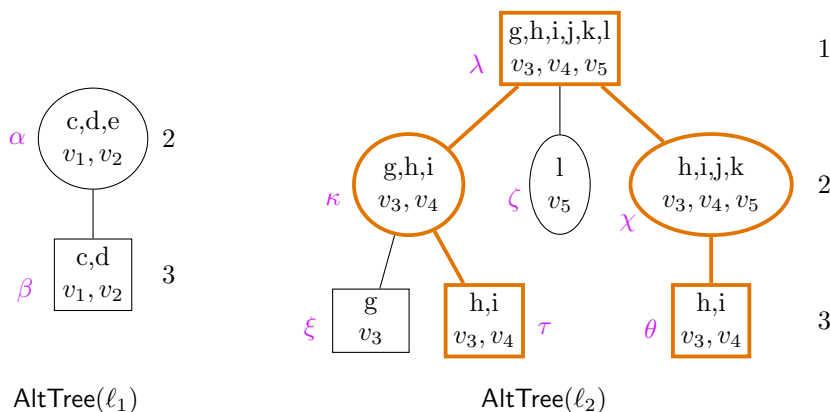 g,h,i,j,k,l
v₃, v₄, v₅
λ
1
c,d,e
v₁, v₂
α
2
g,h,i
v₃, v₄
κ
l
v₅
ζ
h,i,j,k
v₃, v₄, v₅
χ
2
c,d
v₁, v₂
β
3
g
v₃
ξ
h,i
v₃, v₄
τ
h,i
v₃, v₄
θ
3
AltTree(ℓ₁)
AltTree(ℓ₂)